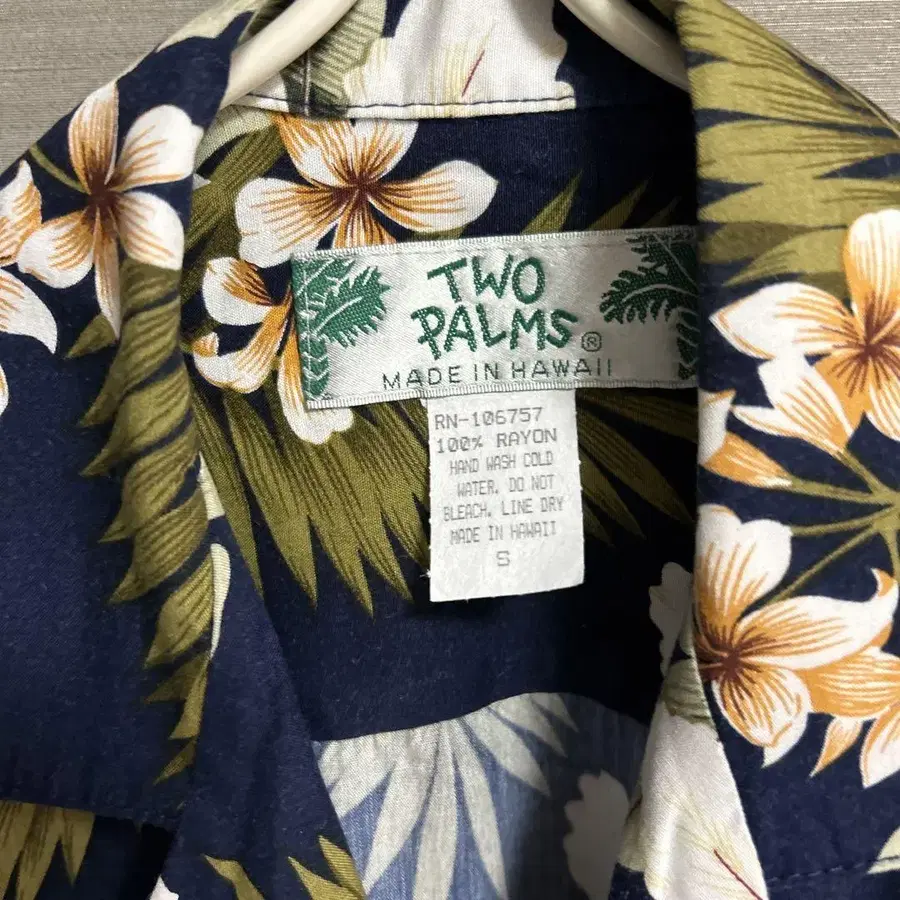 TWO
PALMS®
MADE IN HAWAII
RN-106757
100% RAYON
HAND WASH COLD
WATER. DO NOT
BLEACH. LINE DRY
MADE IN HAWAII
S